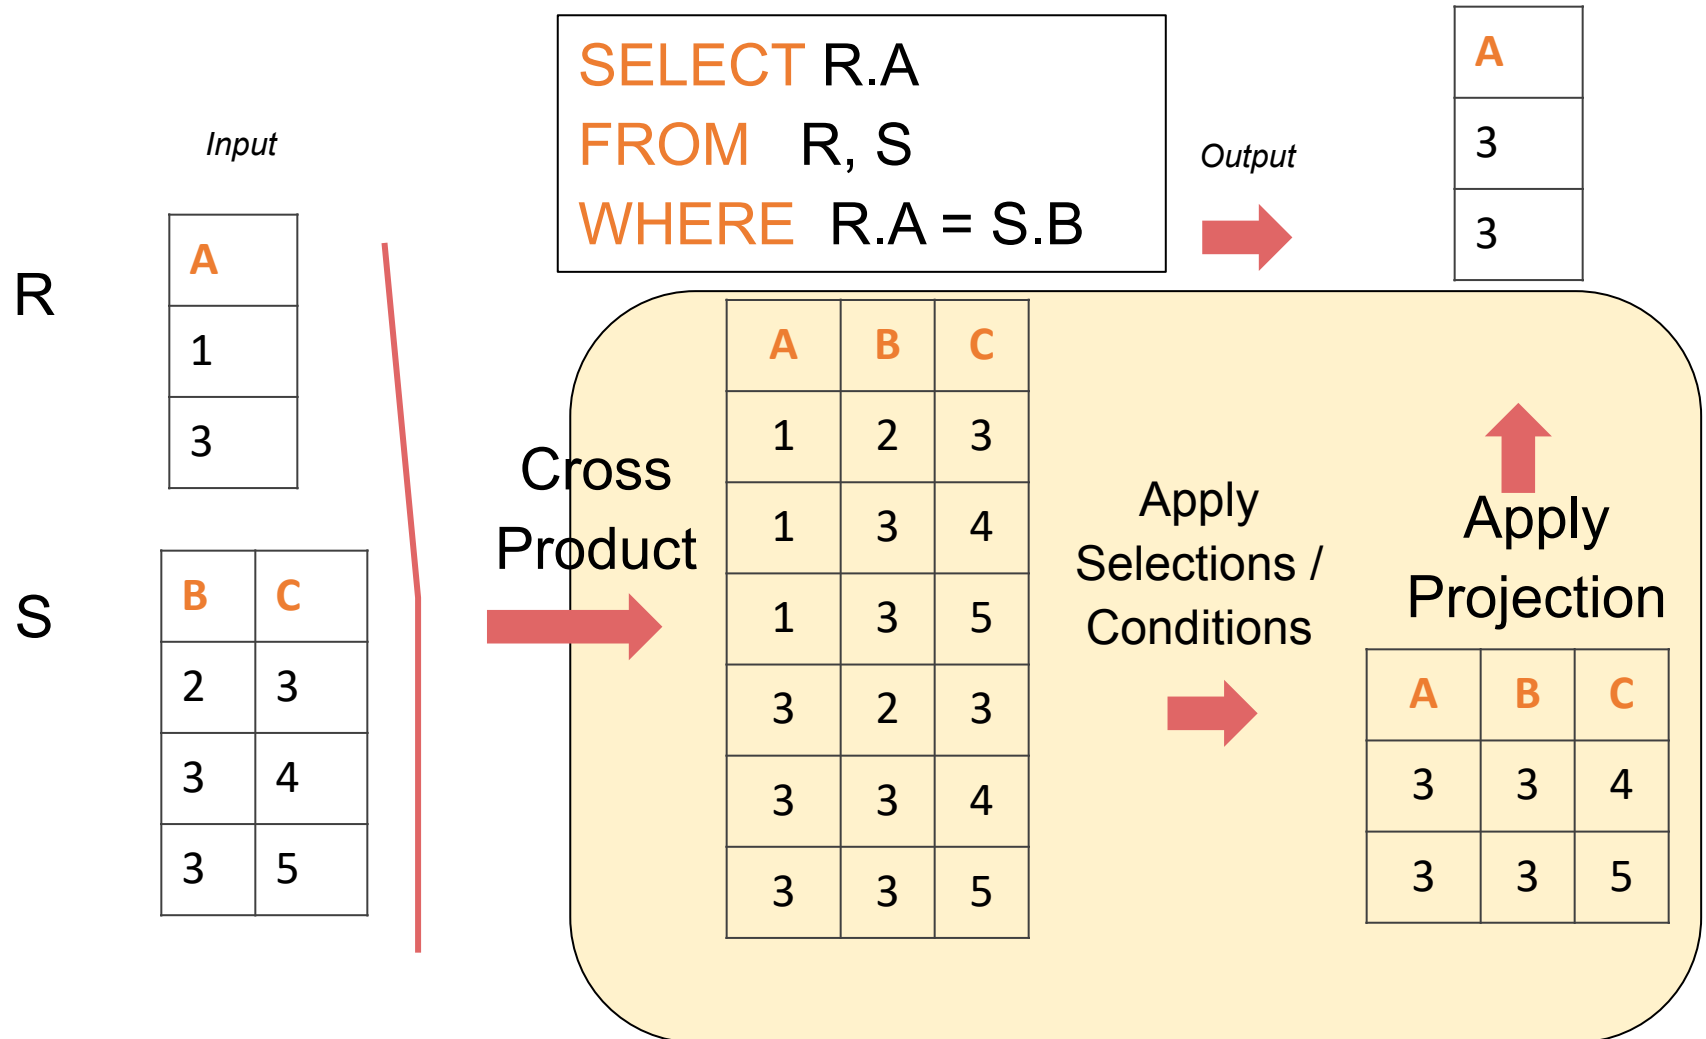 SELECT R.A
FROM R, S
WHERE R.A = S.B
Input
Output
R
A
1
3
S
B C
2 3
3 4
3 5
Cross
Product
A B C
1 2 3
1 3 4
1 3 5
3 2 3
3 3 4
3 3 5
Apply
Selections /
Conditions
Apply
Projection
A B C
3 3 4
3 3 5
A
3
3